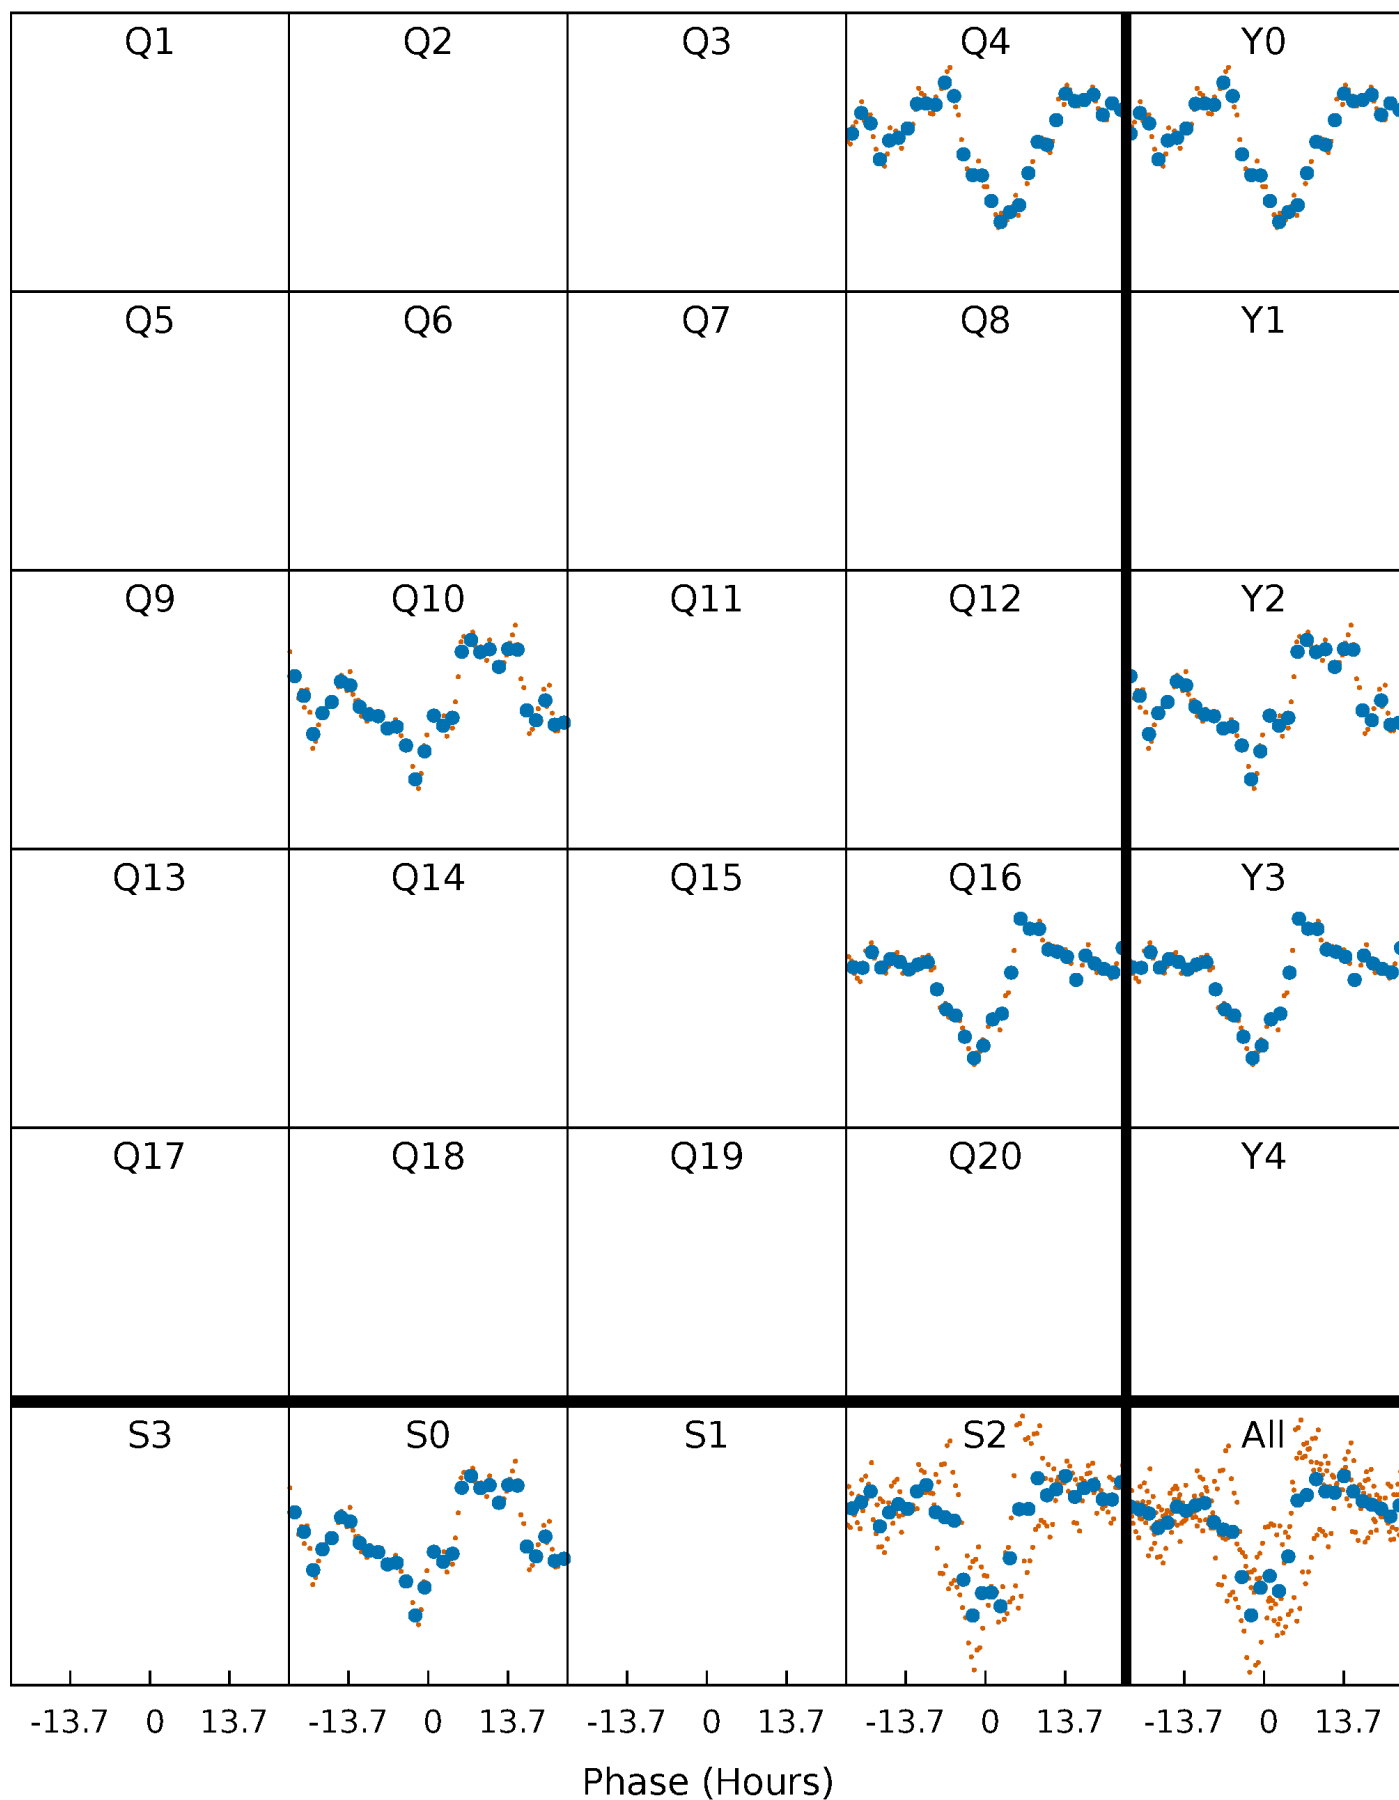 Q1 Q2 Q3 Q4 Y0
Q5 Q6 Q7 Q8 Y1
Q9 Q10 Q11 Q12 Y2
Q13 Q14 Q15 Q16 Y3
Q17 Q18 Q19 Q20 Y4
S3 S0 S1 S2 All
-13.7 0 13.7 -13.7 0 13.7 -13.7 0 13.7 -13.7 0 13.7 -13.7 0 13.7
Phase (Hours)